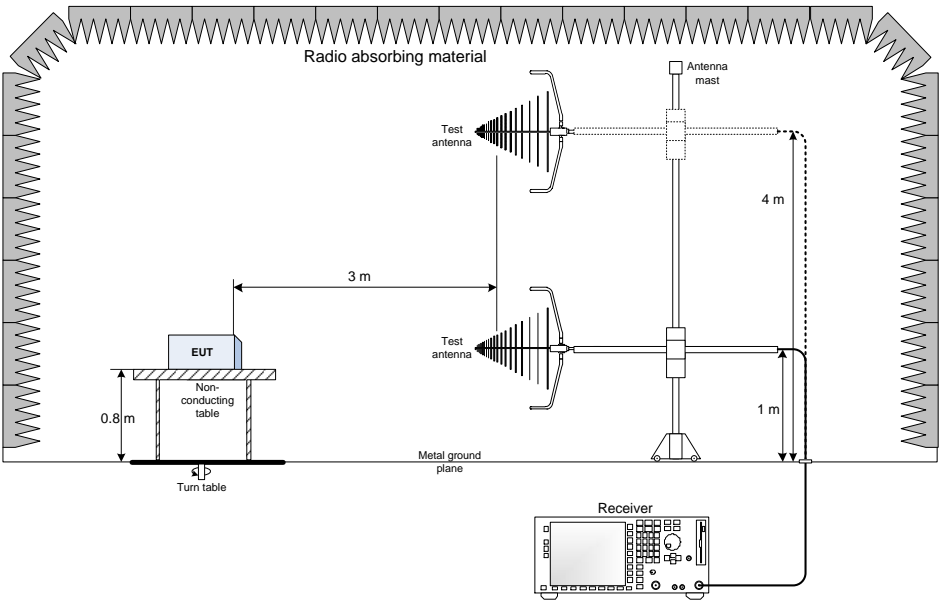 Radio absorbing material
Antenna
mast
Test
antenna
4 m
3 m
Test
antenna
EUT
Non-
conducting
table
0.8 m
1 m
Metal ground
plane
Turn table
Receiver